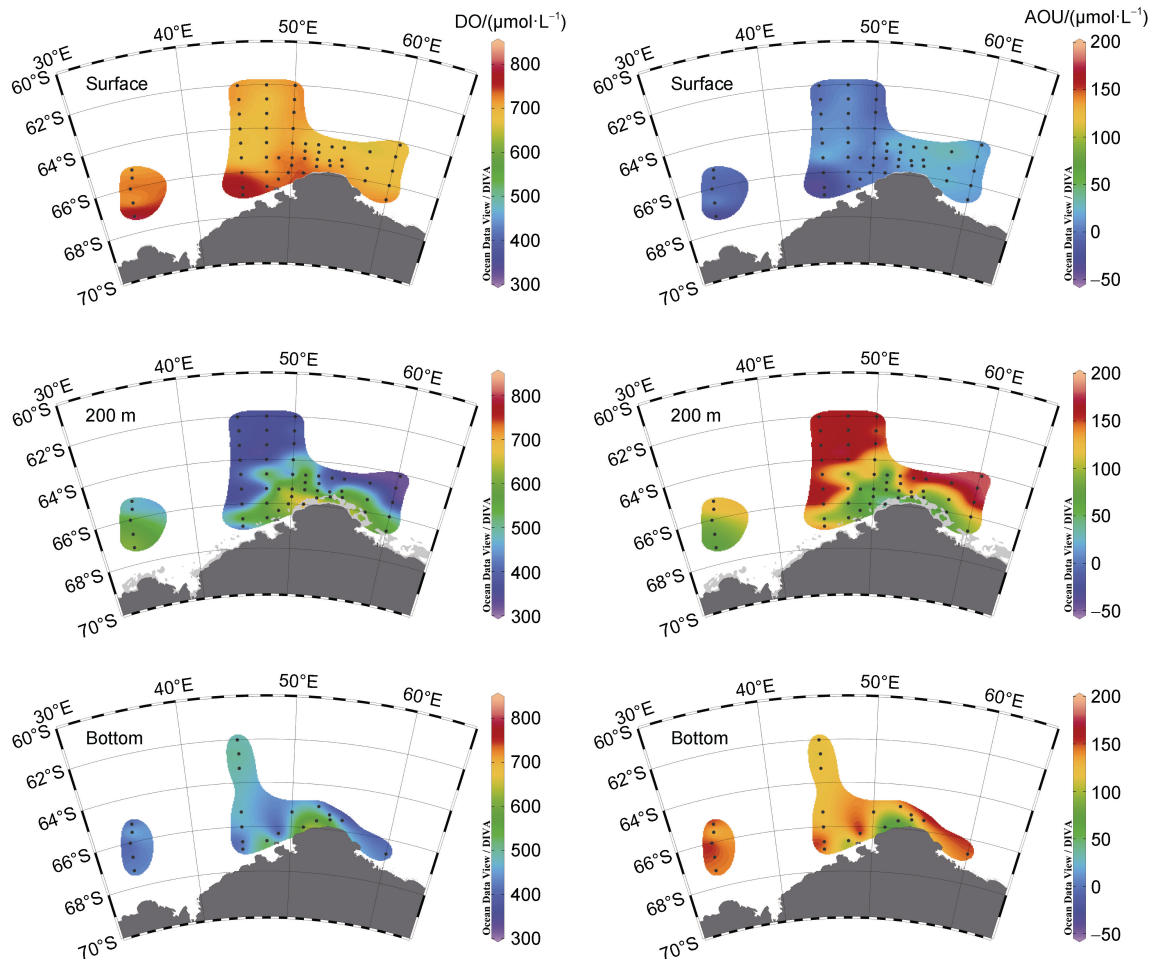 DO/(μmol·L⁻¹)
AOU/(μmol·L⁻¹)
30°E 40°E 50°E 60°E
60°S 62°S 64°S 66°S 68°S 70°S
Surface
800 700 600 500 400 300
Ocean Data View / DIVA
30°E 40°E 50°E 60°E
60°S 62°S 64°S 66°S 68°S 70°S
Surface
200 150 100 50 0 –50
Ocean Data View / DIVA
30°E 40°E 50°E 60°E
60°S 62°S 64°S 66°S 68°S 70°S
200 m
800 700 600 500 400 300
Ocean Data View / DIVA
30°E 40°E 50°E 60°E
60°S 62°S 64°S 66°S 68°S 70°S
200 m
200 150 100 50 0 –50
Ocean Data View / DIVA
30°E 40°E 50°E 60°E
60°S 62°S 64°S 66°S 68°S 70°S
Bottom
800 700 600 500 400 300
Ocean Data View / DIVA
30°E 40°E 50°E 60°E
60°S 62°S 64°S 66°S 68°S 70°S
Bottom
200 150 100 50 0 –50
Ocean Data View / DIVA